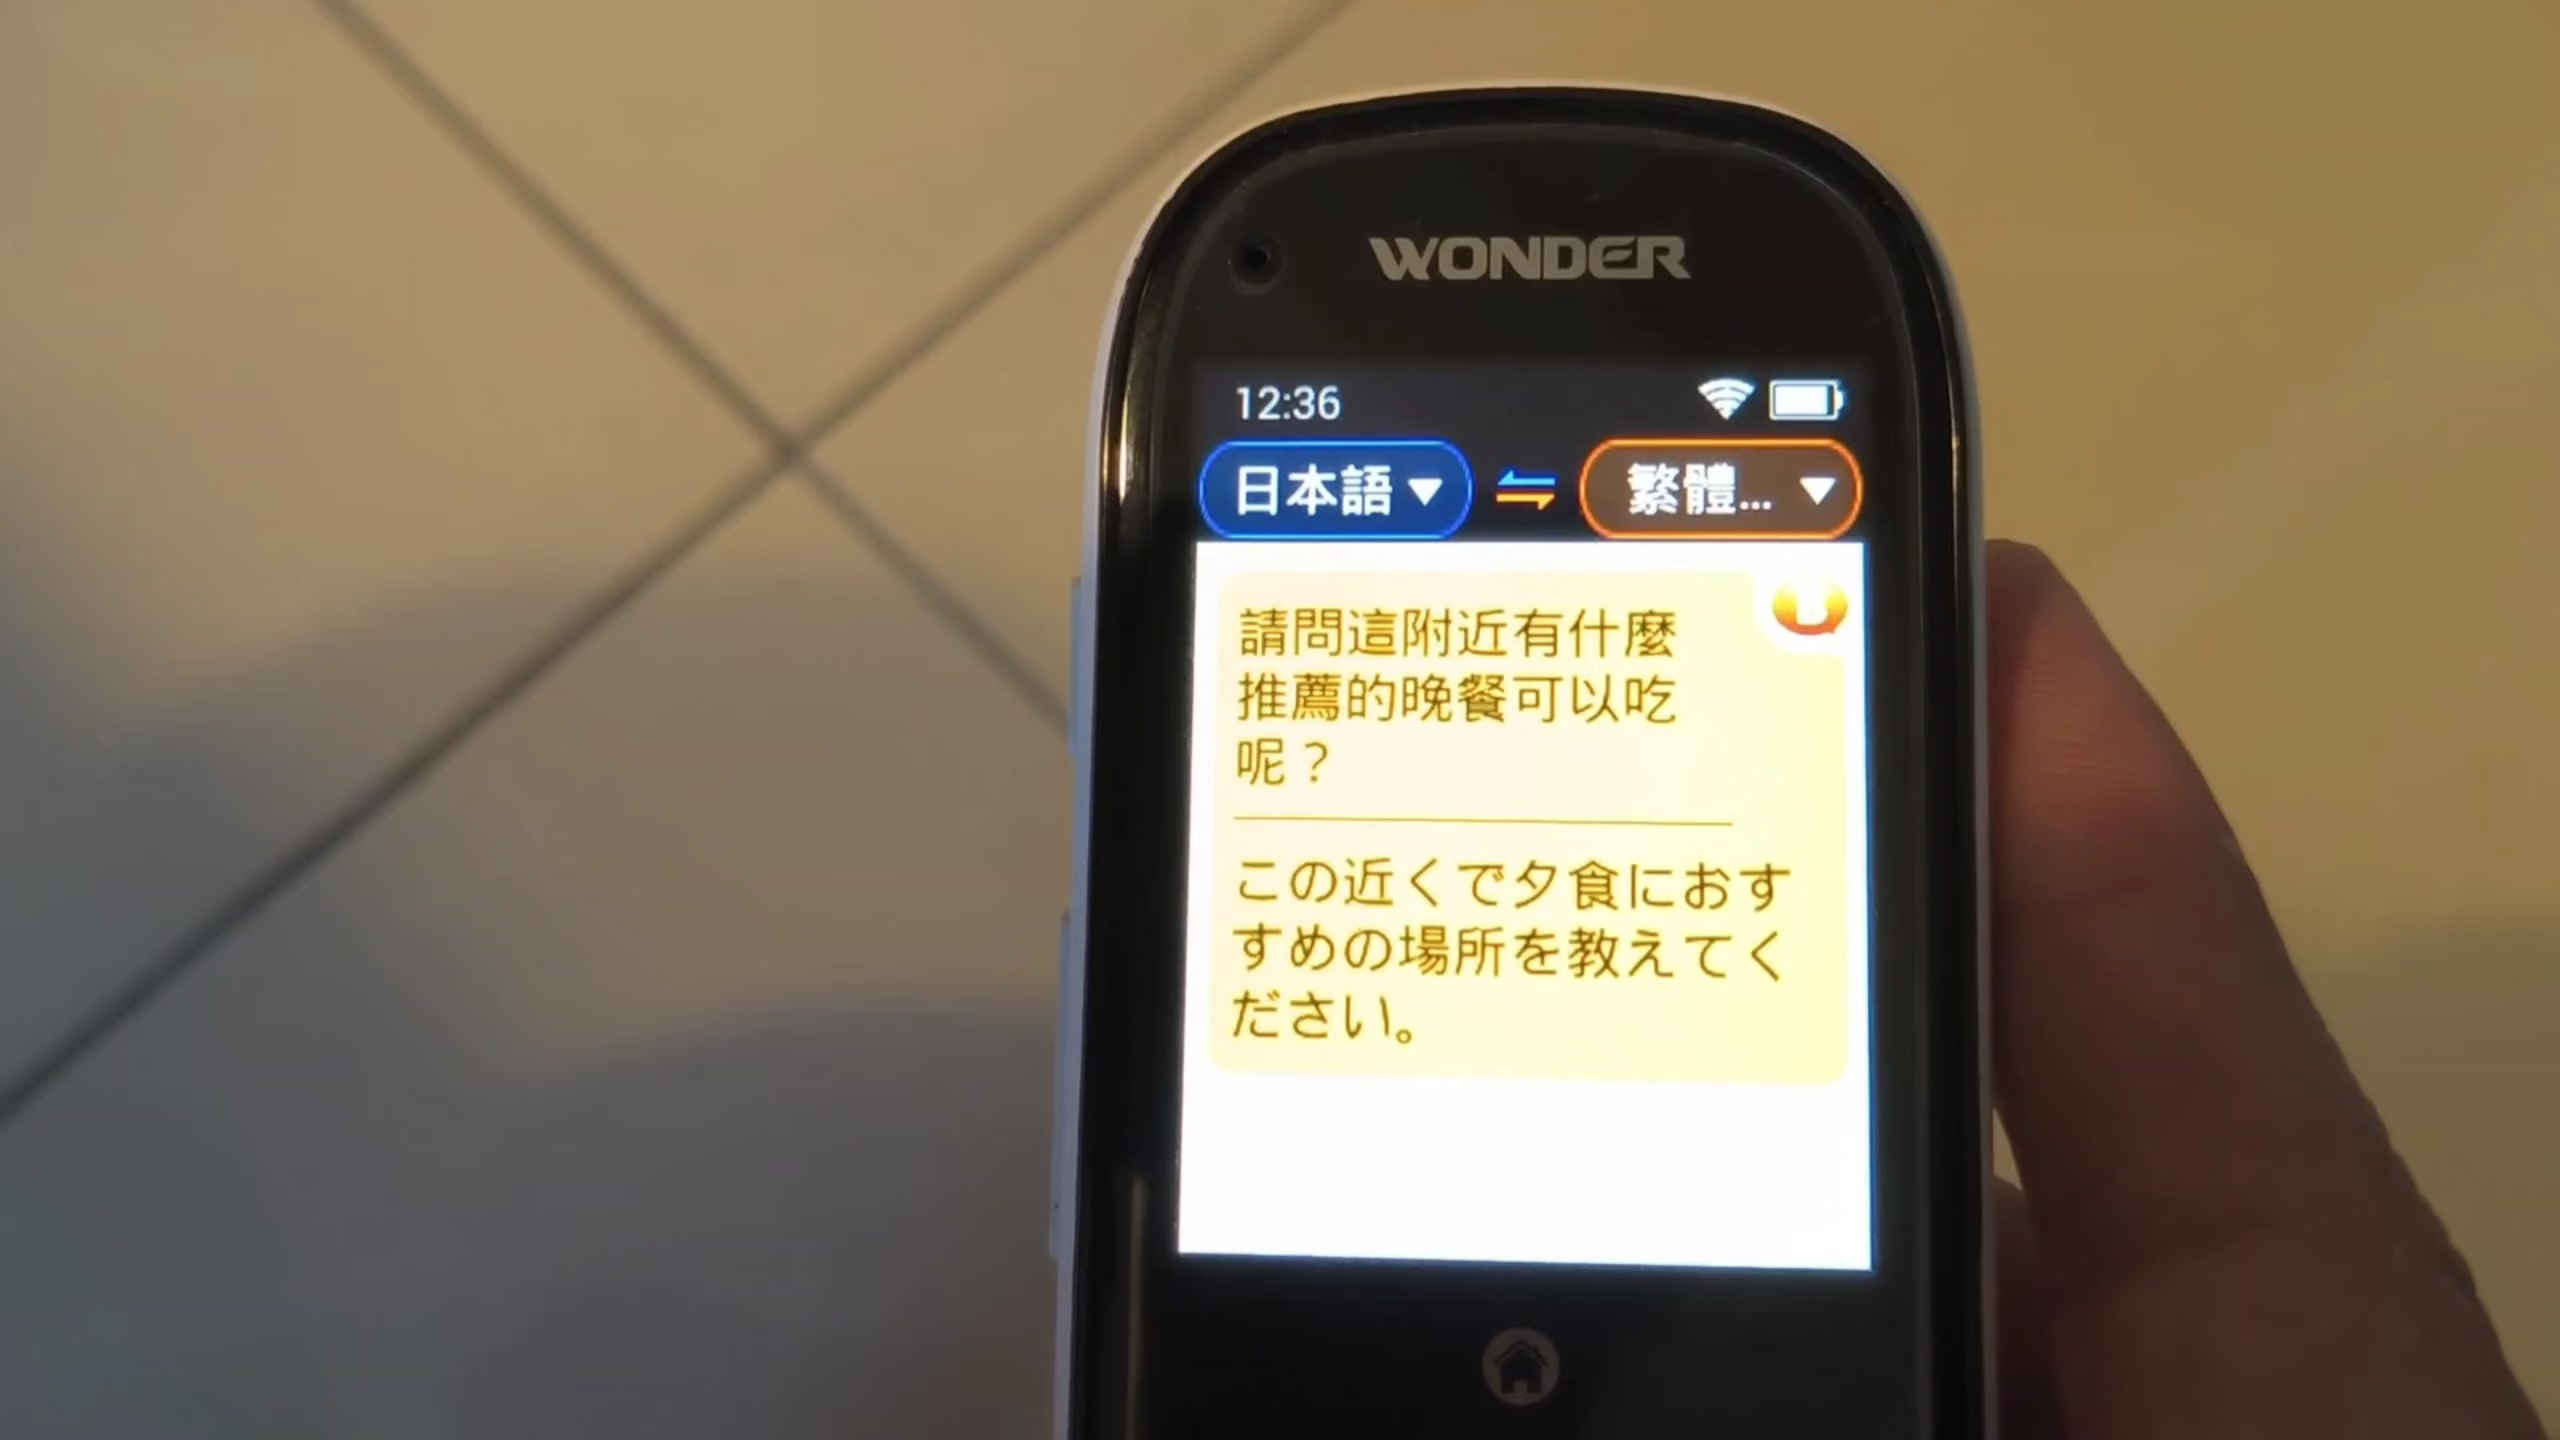 WONDER
12:36
日本語
繁體...
請問這附近有什麼
推薦的晚餐可以吃
呢？
この近くで夕食におす
すめの場所を教えてく
ださい。